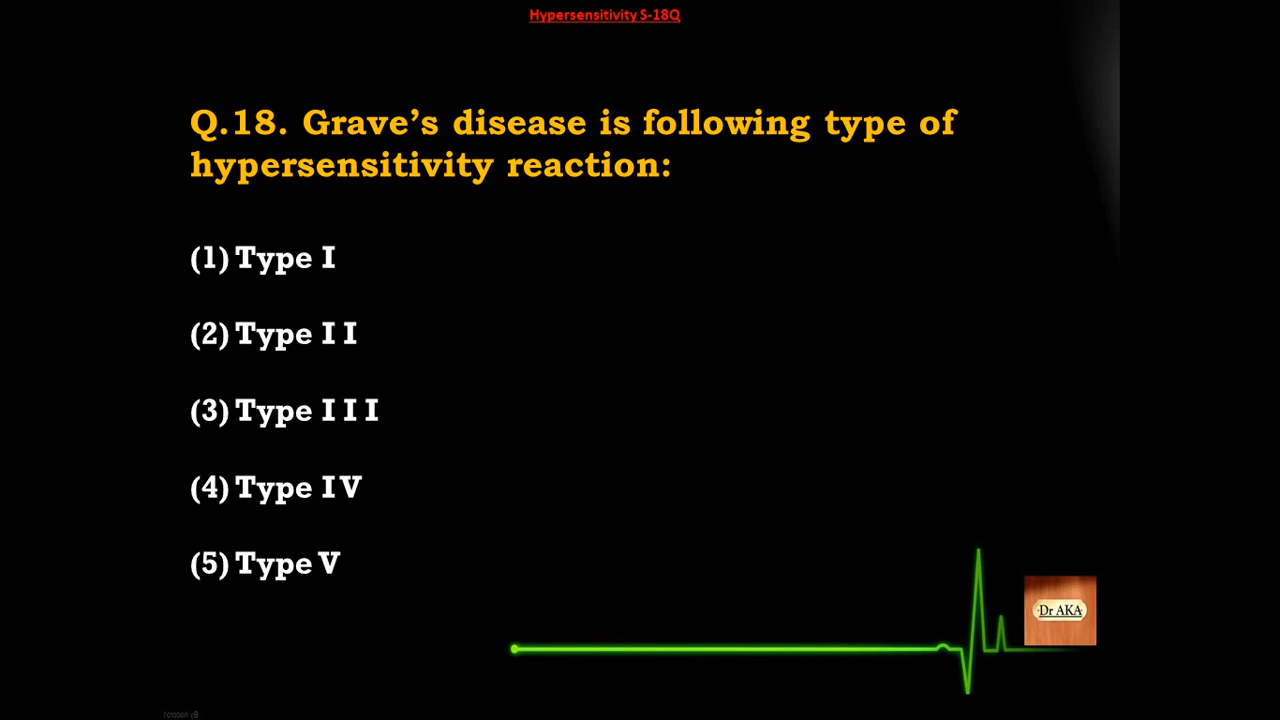 Hypersensitivity S-18Q
Q.18. Grave’s disease is following type of
hypersensitivity reaction:
(1) Type I
(2) Type I I
(3) Type I I I
(4) Type I V
(5) Type V
Dr AKA